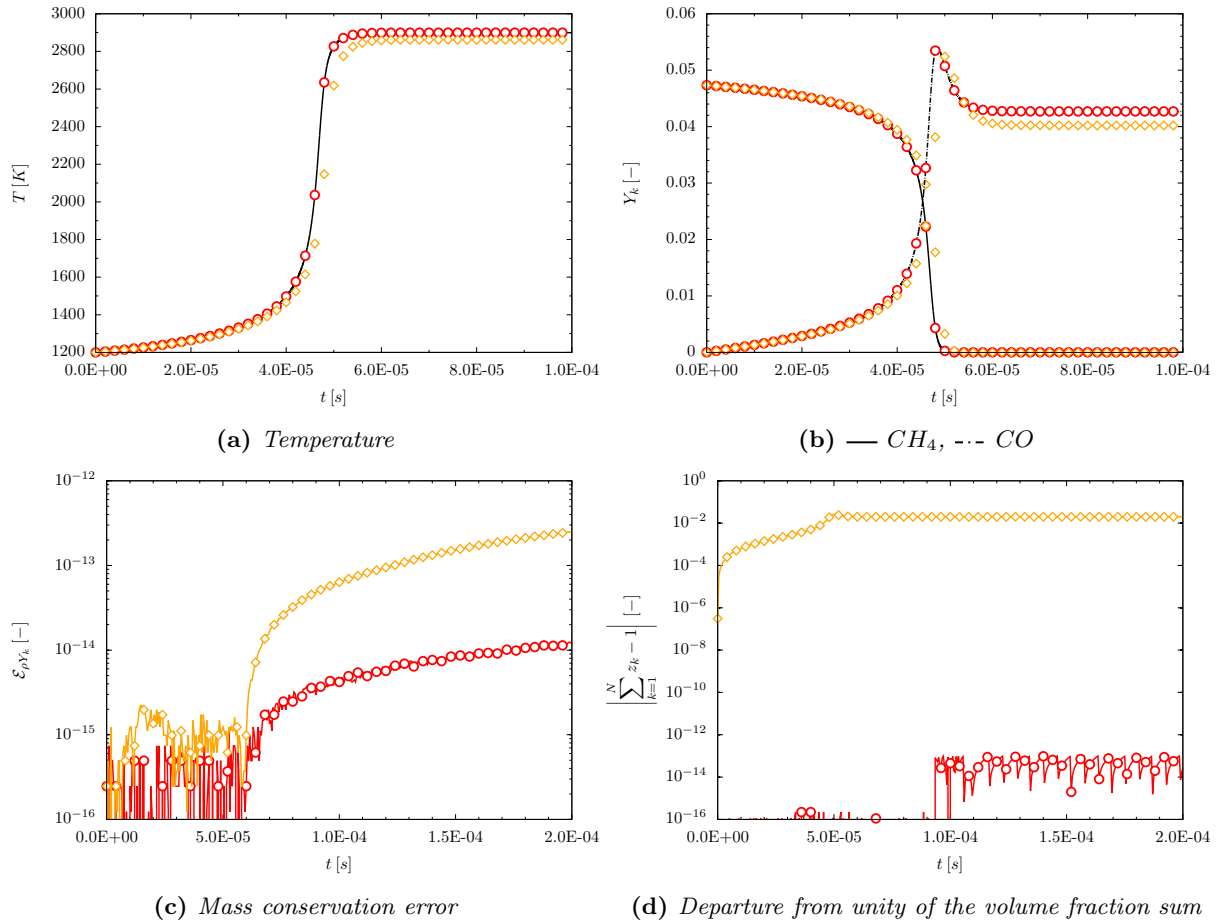 3000
2800
2600
2400
2200
2000
1800
1600
1400
1200
T [K]
0.0E+00 2.0E-05 4.0E-05 6.0E-05 8.0E-05 1.0E-04
t [s]
(a) Temperature
0.06
0.05
0.04
0.03
0.02
0.01
0
Y_k [−]
0.0E+00 2.0E-05 4.0E-05 6.0E-05 8.0E-05 1.0E-04
t [s]
(b) — CH₄, -·- CO
10⁻¹²
10⁻¹³
10⁻¹⁴
10⁻¹⁵
10⁻¹⁶
ℰ_ρY_k [−]
0.0E+00 5.0E-05 1.0E-04 1.5E-04 2.0E-04
t [s]
(c) Mass conservation error
10⁰
10⁻²
10⁻⁴
10⁻⁶
10⁻⁸
10⁻¹⁰
10⁻¹²
10⁻¹⁴
10⁻¹⁶
|∑_{k=1}^{N} z_k − 1| [−]
0.0E+00 5.0E-05 1.0E-04 1.5E-04 2.0E-04
t [s]
(d) Departure from unity of the volume fraction sum